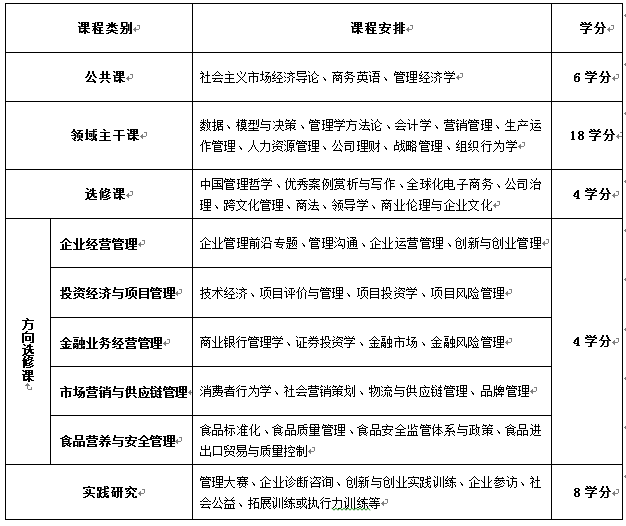 课程类别 课程安排 学分
公共课 社会主义市场经济导论、商务英语、管理经济学 6 学分
领域主干课 数据、模型与决策、管理学方法论、会计学、营销管理、生产运
作管理、人力资源管理、公司理财、战略管理、组织行为学 18 学分
选修课 中国管理哲学、优秀案例赏析与写作、全球化电子商务、公司治
理、跨文化管理、商法、领导学、商业伦理与企业文化 4 学分
方向选修课
企业经营管理 企业管理前沿专题、管理沟通、企业运营管理、创新与创业管理
投资经济与项目管理 技术经济、项目评价与管理、项目投资学、项目风险管理
金融业务经营管理 商业银行管理学、证券投资学、金融市场、金融风险管理 4 学分
市场营销与供应链管理 消费者行为学、社会营销策划、物流与供应链管理、品牌管理
食品营养与安全管理 食品标准化、食品质量管理、食品安全监管体系与政策、食品进
出口贸易与质量控制
实践研究 管理大赛、企业诊断咨询、创新与创业实践训练、企业参访、社
会公益、拓展训练或执行力训练等 8 学分